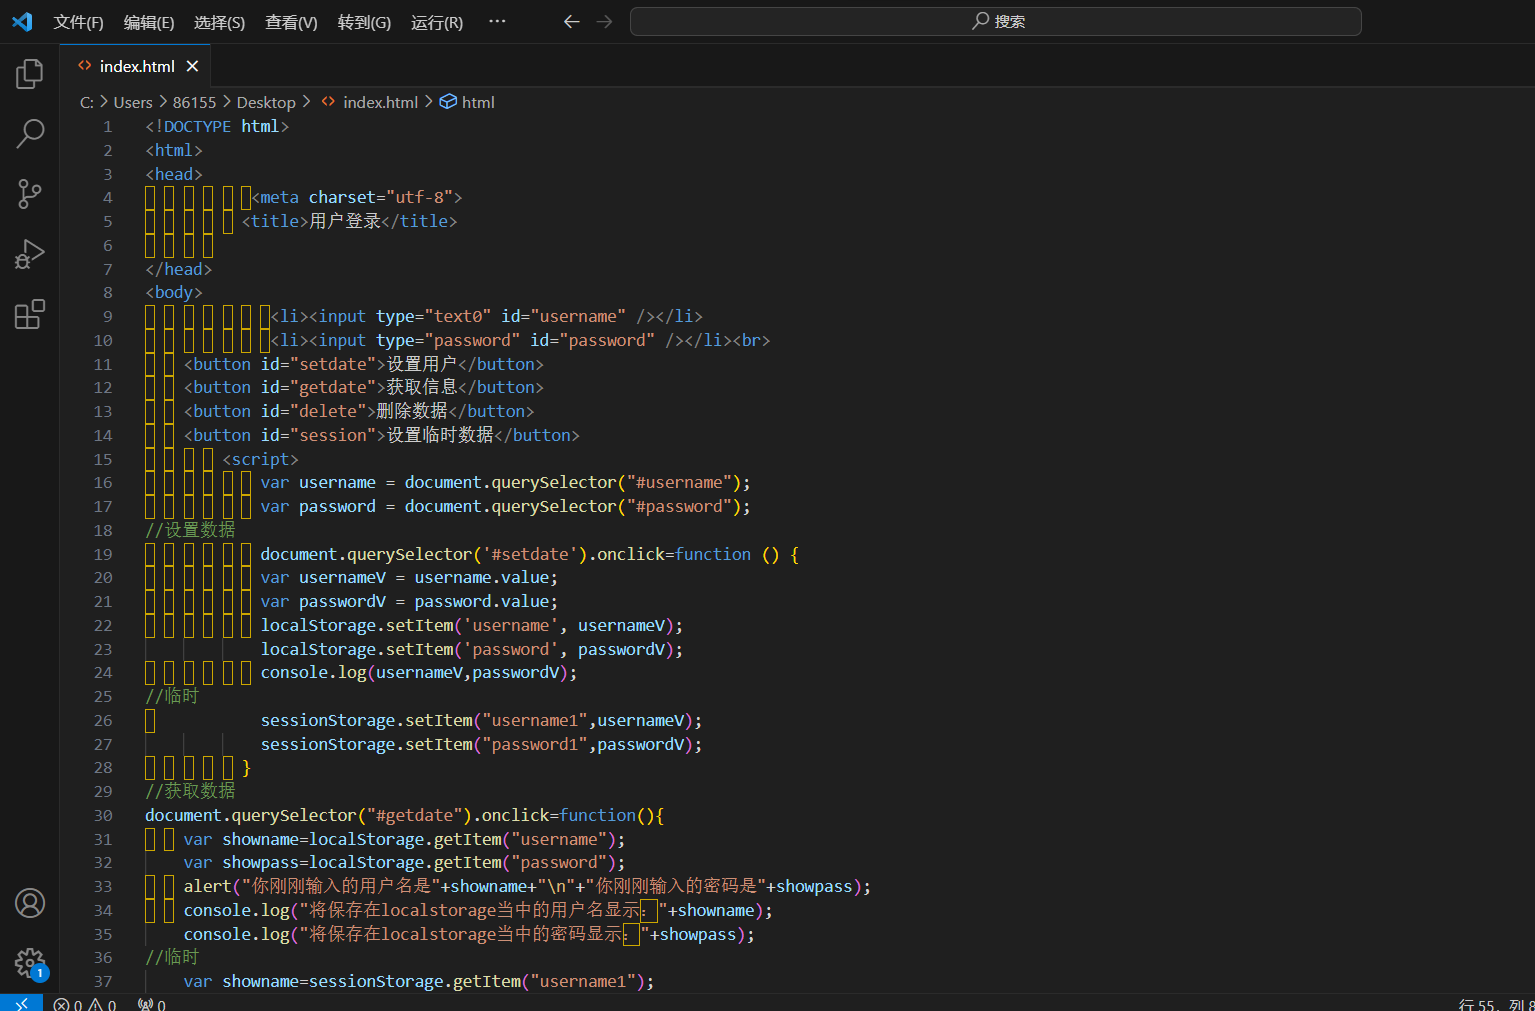 文件(F) 编辑(E) 选择(S) 查看(V) 转到(G) 运行(R) ··· 搜索
index.html
C: > Users > 86155 > Desktop > index.html > html
1 <!DOCTYPE html>
2 <html>
3 <head>
4 <meta charset="utf-8">
5 <title>用户登录</title>
6
7 </head>
8 <body>
9 <li><input type="text0" id="username" /></li>
10 <li><input type="password" id="password" /></li><br>
11 <button id="setdate">设置用户</button>
12 <button id="getdate">获取信息</button>
13 <button id="delete">删除数据</button>
14 <button id="session">设置临时数据</button>
15 <script>
16 var username = document.querySelector("#username");
17 var password = document.querySelector("#password");
18 //设置数据
19 document.querySelector('#setdate').onclick=function () {
20 var usernameV = username.value;
21 var passwordV = password.value;
22 localStorage.setItem('username', usernameV);
23 localStorage.setItem('password', passwordV);
24 console.log(usernameV,passwordV);
25 //临时
26 sessionStorage.setItem("username1",usernameV);
27 sessionStorage.setItem("password1",passwordV);
28 }
29 //获取数据
30 document.querySelector("#getdate").onclick=function(){
31 var showname=localStorage.getItem("username");
32 var showpass=localStorage.getItem("password");
33 alert("你刚刚输入的用户名是"+showname+"\n"+"你刚刚输入的密码是"+showpass);
34 console.log("将保存在localstorage当中的用户名显示："+showname);
35 console.log("将保存在localstorage当中的密码显示："+showpass);
36 //临时
37 var showname=sessionStorage.getItem("username1");
1
0 0 0 行 55，列 8